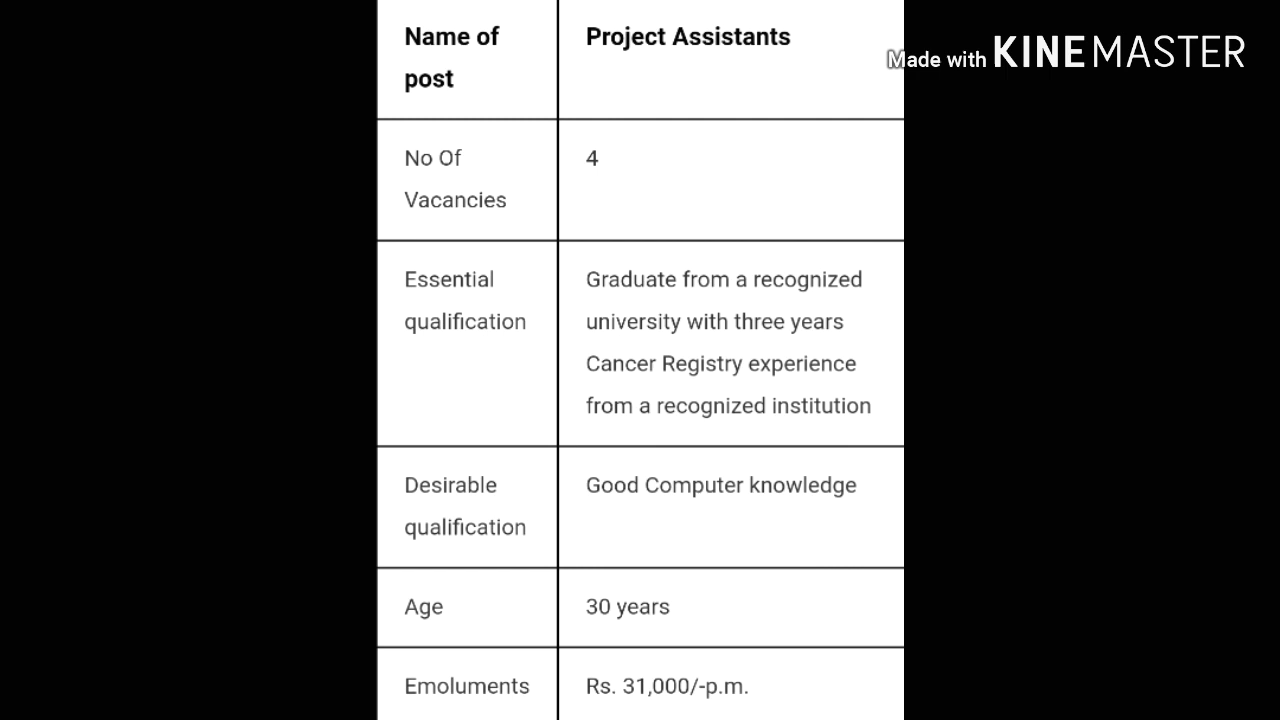 Name of
post
Project Assistants
Made with KINEMASTER
No Of
Vacancies
4
Essential
qualification
Graduate from a recognized
university with three years
Cancer Registry experience
from a recognized institution
Desirable
qualification
Good Computer knowledge
Age
30 years
Emoluments
Rs. 31,000/-p.m.